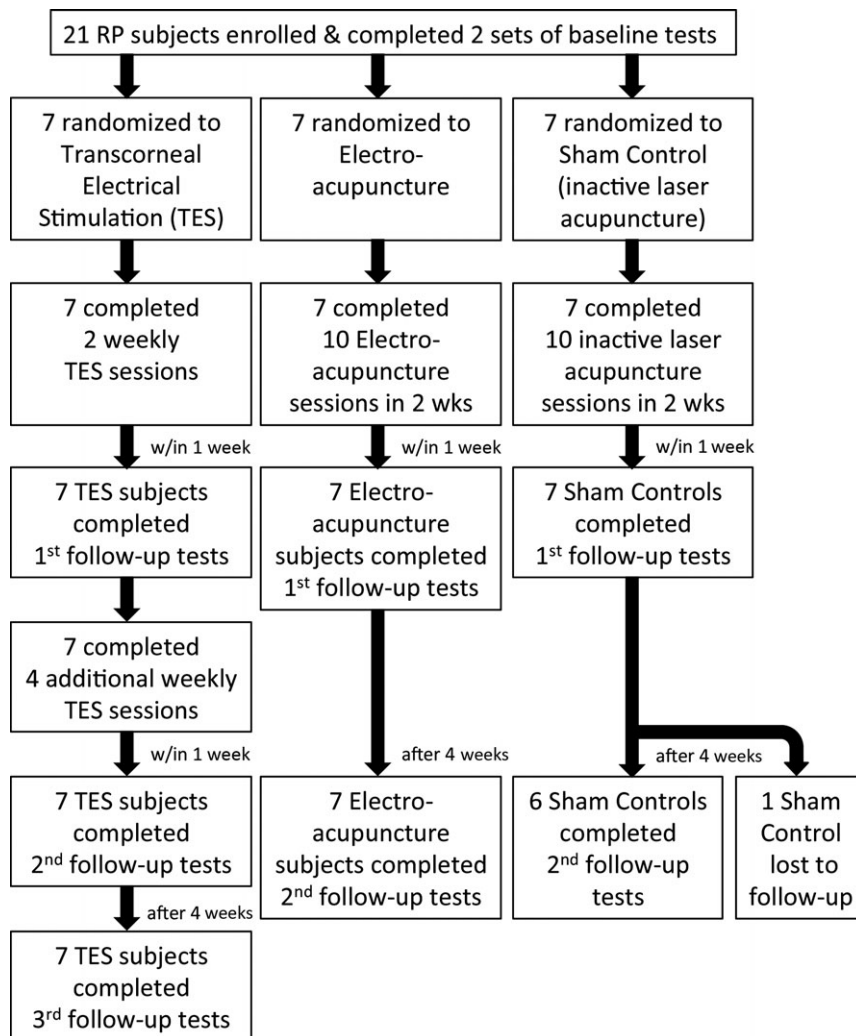 21 RP subjects enrolled & completed 2 sets of baseline tests
7 randomized to
Transcorneal
Electrical
Stimulation (TES)
7 randomized to
Electro-
acupuncture
7 randomized to
Sham Control
(inactive laser
acupuncture)
7 completed
2 weekly
TES sessions
7 completed
10 Electro-
acupuncture
sessions in 2 wks
7 completed
10 inactive laser
acupuncture
sessions in 2 wks
w/in 1 week
w/in 1 week
w/in 1 week
7 TES subjects
completed
1st follow-up tests
7 Electro-
acupuncture
subjects completed
1st follow-up tests
7 Sham Controls
completed
1st follow-up tests
7 completed
4 additional weekly
TES sessions
w/in 1 week
after 4 weeks
after 4 weeks
7 TES subjects
completed
2nd follow-up tests
7 Electro-
acupuncture
subjects completed
2nd follow-up tests
6 Sham Controls
completed
2nd follow-up
tests
1 Sham
Control
lost to
follow-up
after 4 weeks
7 TES subjects
completed
3rd follow-up tests